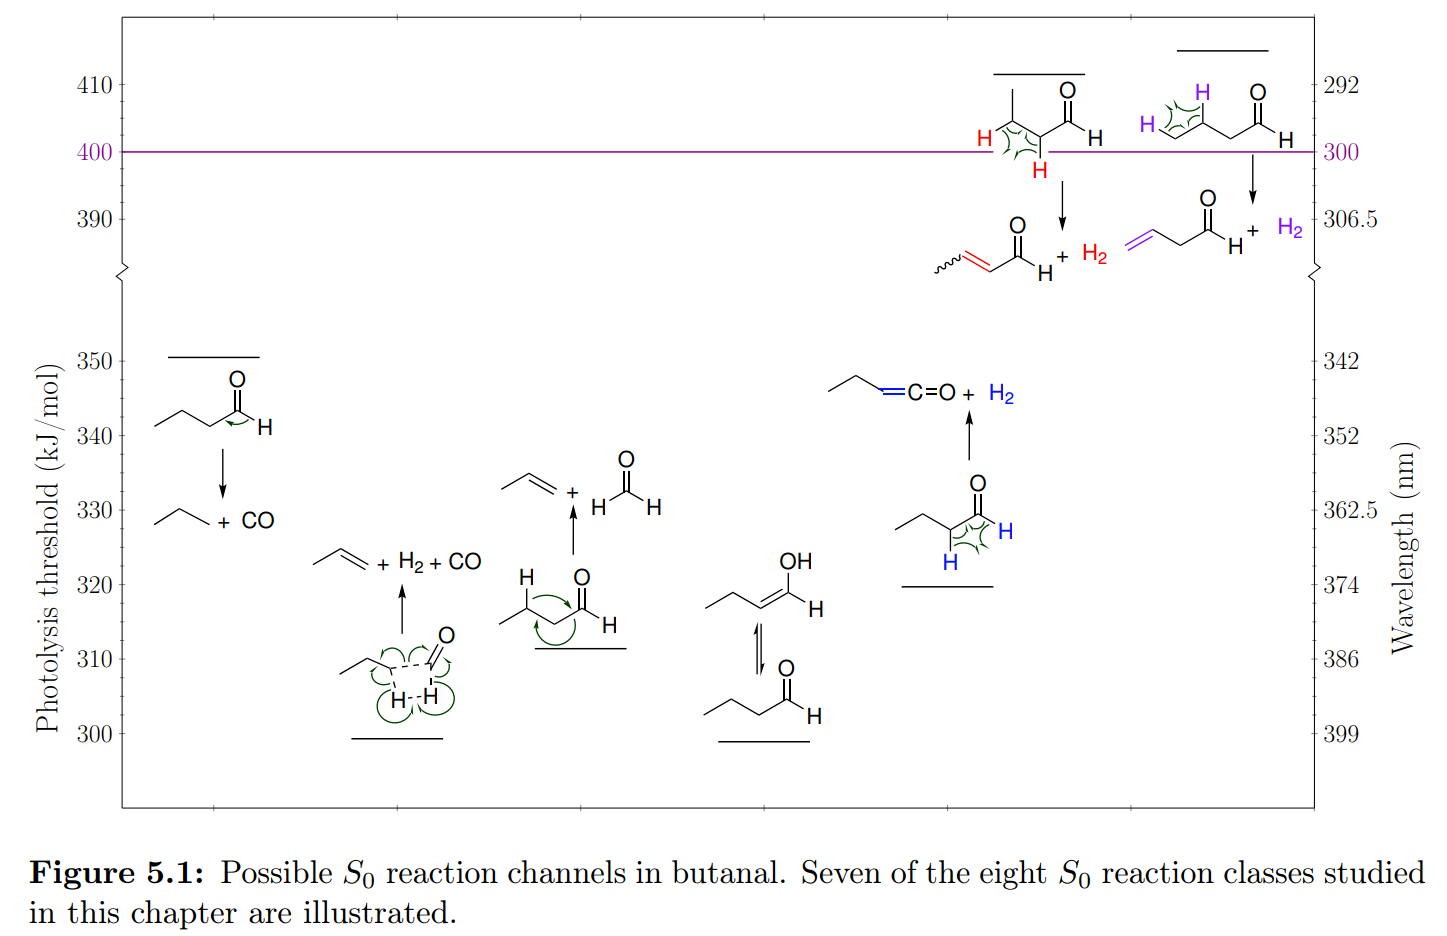 410
400
390
350
340
330
320
310
300
Photolysis threshold (kJ/mol)
292
300
306.5
342
352
362.5
374
386
399
Wavelength (nm)
O
H
H
H
O
H
H
H
O
H
+ H₂
O
H
+ H₂
O
H
+ CO
+ H₂ + CO
O
H
H
+
O
H
H
H
O
H
OH
H
O
H
C=O + H₂
O
H
H
Figure 5.1: Possible S₀ reaction channels in butanal. Seven of the eight S₀ reaction classes studied
in this chapter are illustrated.